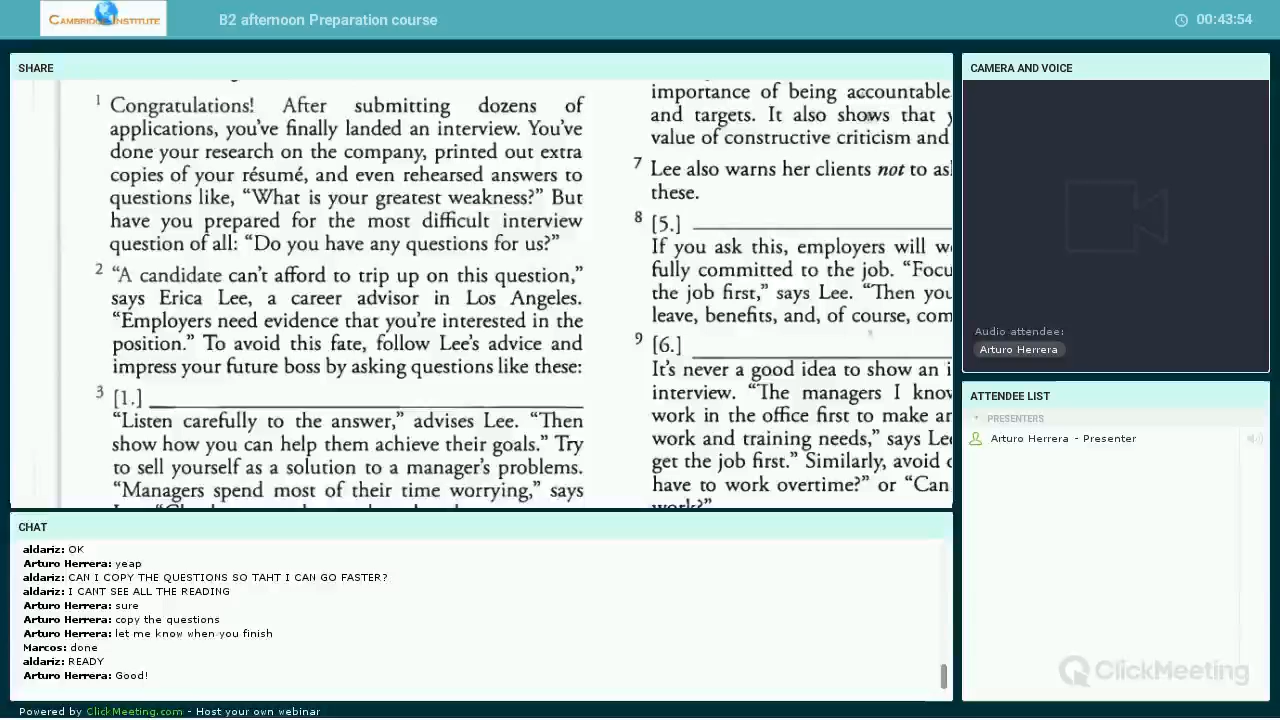 CAMBRIDGE INSTITUTE
B2 afternoon Preparation course
00:43:54
SHARE
1 Congratulations! After submitting dozens of
applications, you've finally landed an interview. You've
done your research on the company, printed out extra
copies of your résumé, and even rehearsed answers to
questions like, "What is your greatest weakness?" But
have you prepared for the most difficult interview
question of all: "Do you have any questions for us?"
2 "A candidate can't afford to trip up on this question,"
says Erica Lee, a career advisor in Los Angeles.
"Employers need evidence that you're interested in the
position." To avoid this fate, follow Lee's advice and
impress your future boss by asking questions like these:
3 [1.]
"Listen carefully to the answer," advises Lee. "Then
show how you can help them achieve their goals." Try
to sell yourself as a solution to a manager's problems.
"Managers spend most of their time worrying," says
importance of being accountable
and targets. It also shows that y
value of constructive criticism and
7 Lee also warns her clients not to as
these.
8 [5.]
If you ask this, employers will w
fully committed to the job. "Focu
the job first," says Lee. "Then you
leave, benefits, and, of course, com
9 [6.]
It's never a good idea to show an i
interview. "The managers I know
work in the office first to make an
work and training needs," says Lee
get the job first." Similarly, avoid
have to work overtime?" or "Can
work?"
CAMERA AND VOICE
Audio attendee:
Arturo Herrera
ATTENDEE LIST
PRESENTERS
Arturo Herrera - Presenter
CHAT
aldariz: OK
Arturo Herrera: yeap
aldariz: CAN I COPY THE QUESTIONS SO TAHT I CAN GO FASTER?
aldariz: I CANT SEE ALL THE READING
Arturo Herrera: sure
Arturo Herrera: copy the questions
Arturo Herrera: let me know when you finish
Marcos: done
aldariz: READY
Arturo Herrera: Good!
ClickMeeting
Powered by ClickMeeting.com - Host your own webinar